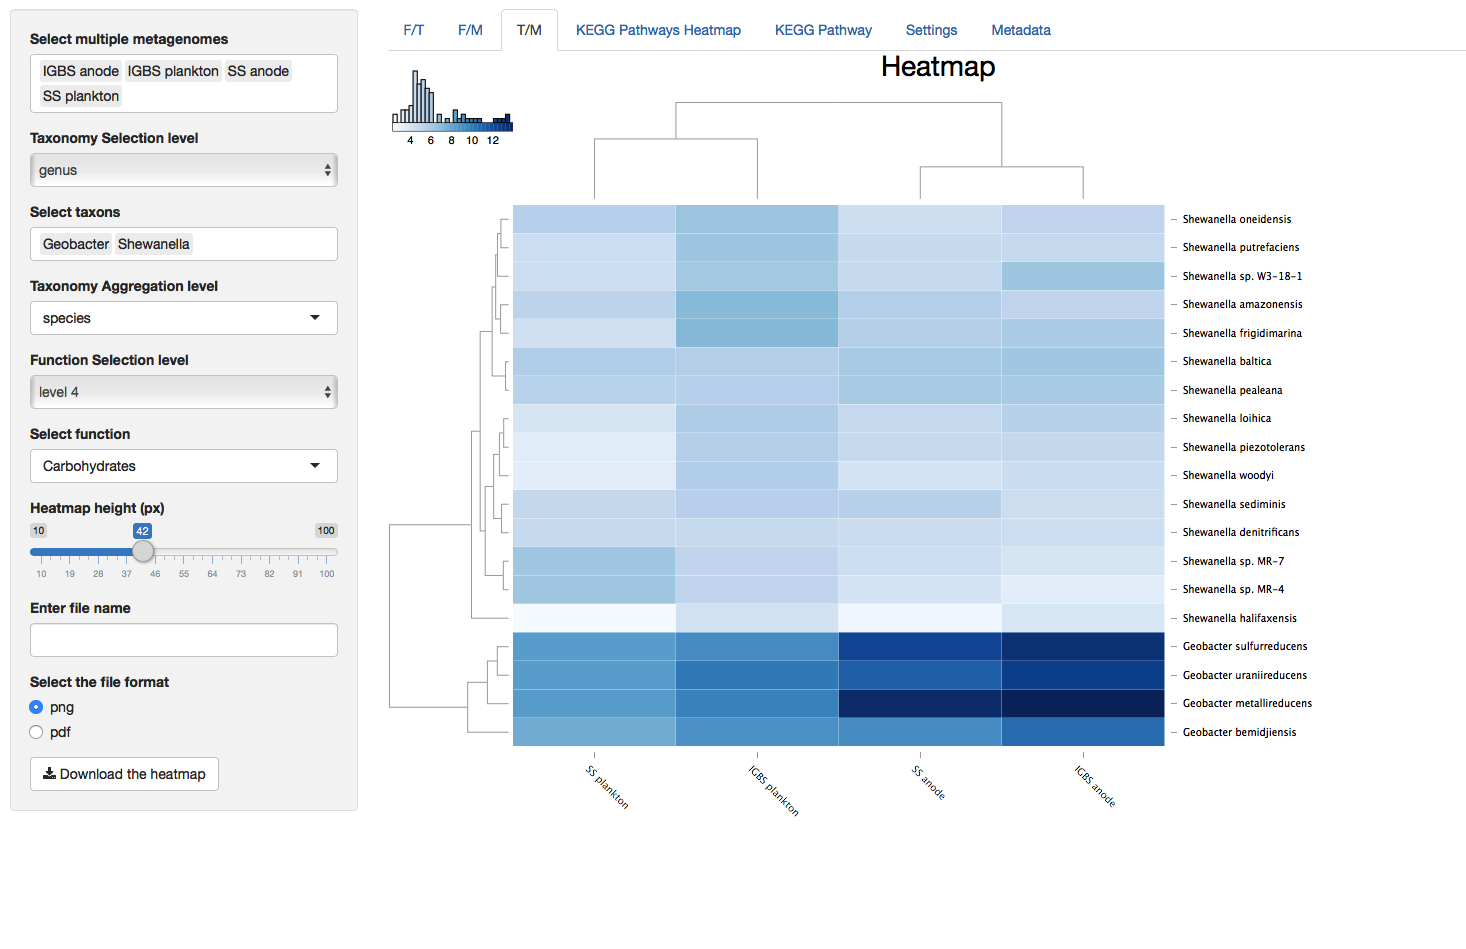 Select multiple metagenomes
IGBS anode IGBS plankton SS anode
SS plankton
Taxonomy Selection level
genus
Select taxons
Geobacter Shewanella
Taxonomy Aggregation level
species
Function Selection level
level 4
Select function
Carbohydrates
Heatmap height (px)
10 42 100
10 19 28 37 46 55 64 73 82 91 100
Enter file name
Select the file format
png
pdf
Download the heatmap
F/T F/M T/M KEGG Pathways Heatmap KEGG Pathway Settings Metadata
Heatmap
4 6 8 10 12
Shewanella oneidensis
Shewanella putrefaciens
Shewanella sp. W3-18-1
Shewanella amazonensis
Shewanella frigidimarina
Shewanella baltica
Shewanella pealeana
Shewanella loihica
Shewanella piezotolerans
Shewanella woodyi
Shewanella sediminis
Shewanella denitrificans
Shewanella sp. MR-7
Shewanella sp. MR-4
Shewanella halifaxensis
Geobacter sulfurreducens
Geobacter uraniireducens
Geobacter metallireducens
Geobacter bemidjiensis
SS plankton
IGBS plankton
SS anode
IGBS anode